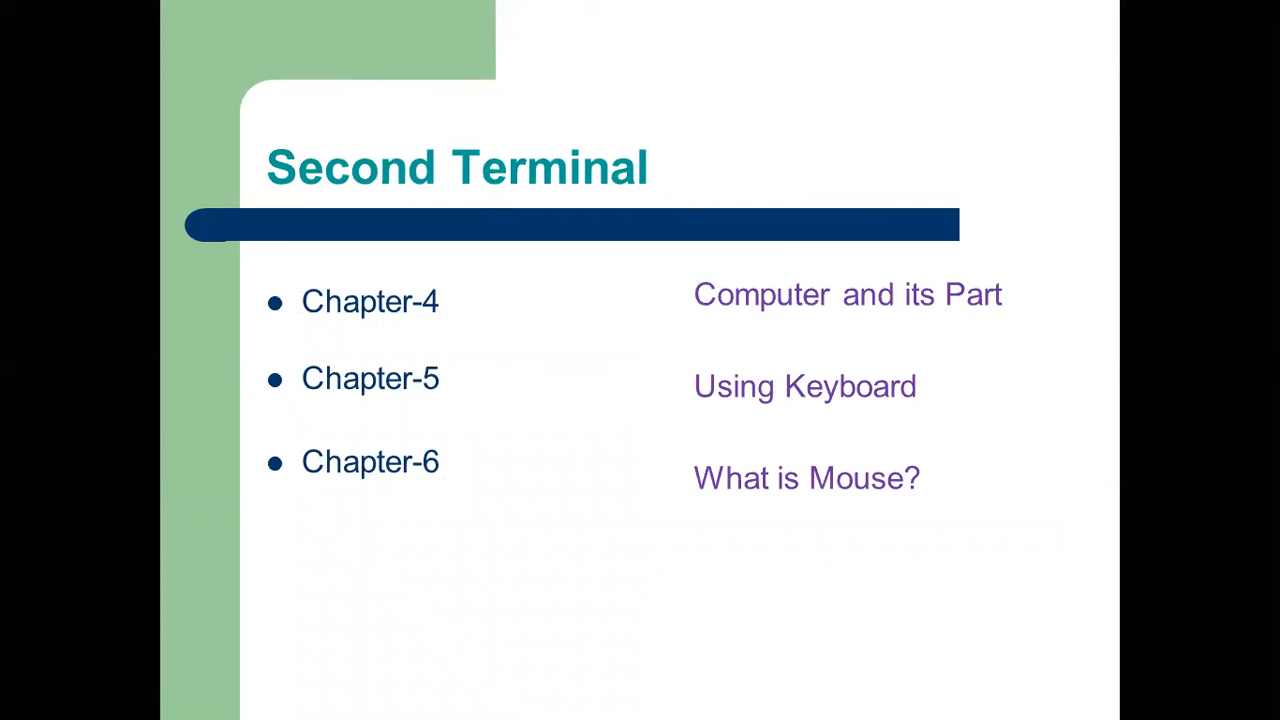 Second Terminal
Chapter-4
Computer and its Part
Chapter-5
Using Keyboard
Chapter-6
What is Mouse?